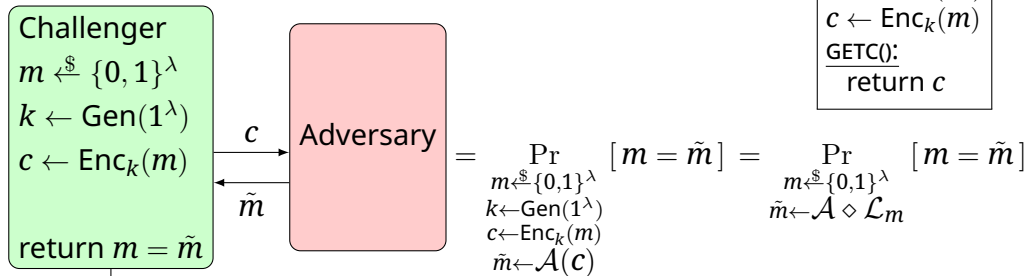 Challenger
m ←$ {0, 1}^λ
k ← Gen(1^λ)
c ← Enc_k(m)
return m = m̃
c
m̃
Adversary
= Pr [ m = m̃ ] = Pr [ m = m̃ ]
m←${0,1}^λ
k←Gen(1^λ)
c←Enc_k(m)
m̃←𝒜(c)
m←${0,1}^λ
m̃←𝒜 ⋄ ℒ_m
c ← Enc_k(m)
GETC():
return c